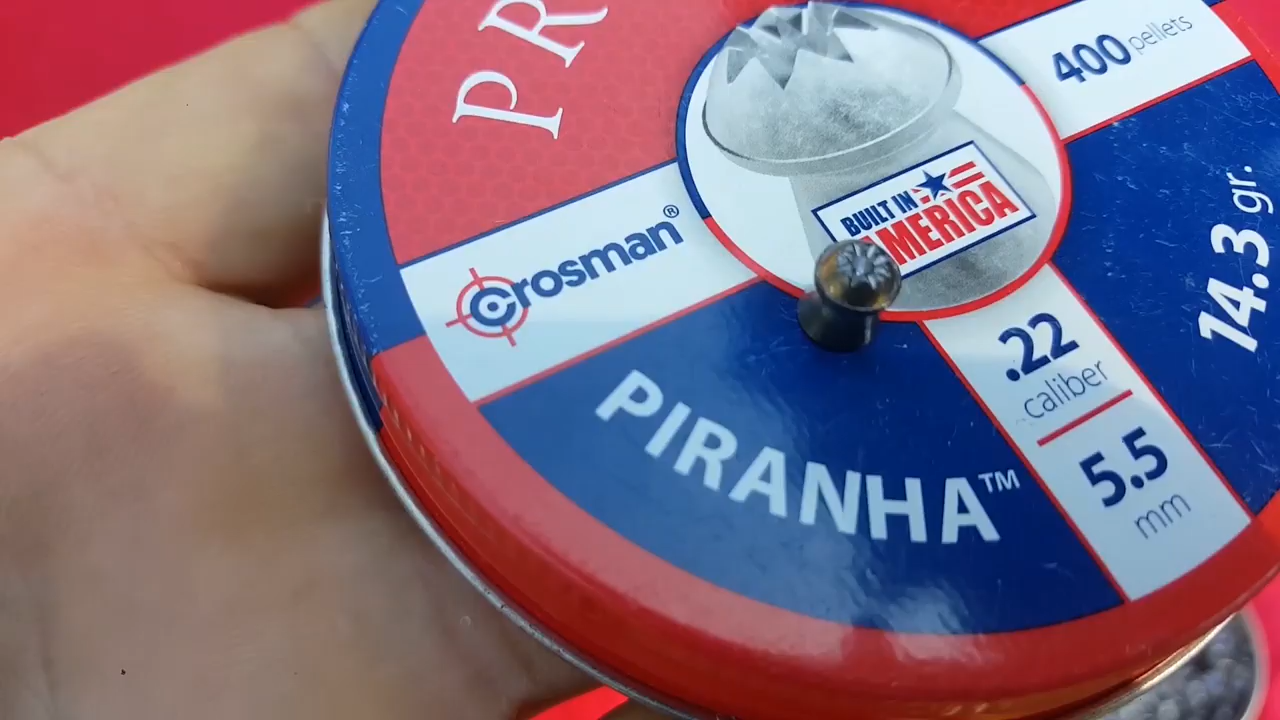 PR
400 pellets
crosman®
BUILT IN
AMERICA
14.3 gr.
.22
caliber
5.5
mm
PIRANHA™